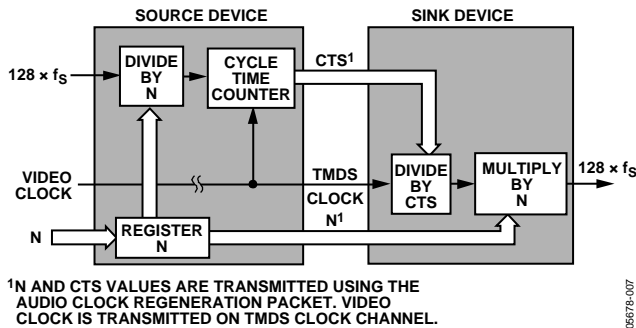 SOURCE DEVICE
SINK DEVICE
128 × fS
DIVIDE
BY
N
CYCLE
TIME
COUNTER
CTS1
VIDEO
CLOCK
TMDS
CLOCK
N1
DIVIDE
BY
CTS
MULTIPLY
BY
N
128 × fS
N
REGISTER
N
1N AND CTS VALUES ARE TRANSMITTED USING THE
AUDIO CLOCK REGENERATION PACKET. VIDEO
CLOCK IS TRANSMITTED ON TMDS CLOCK CHANNEL.
05678-007